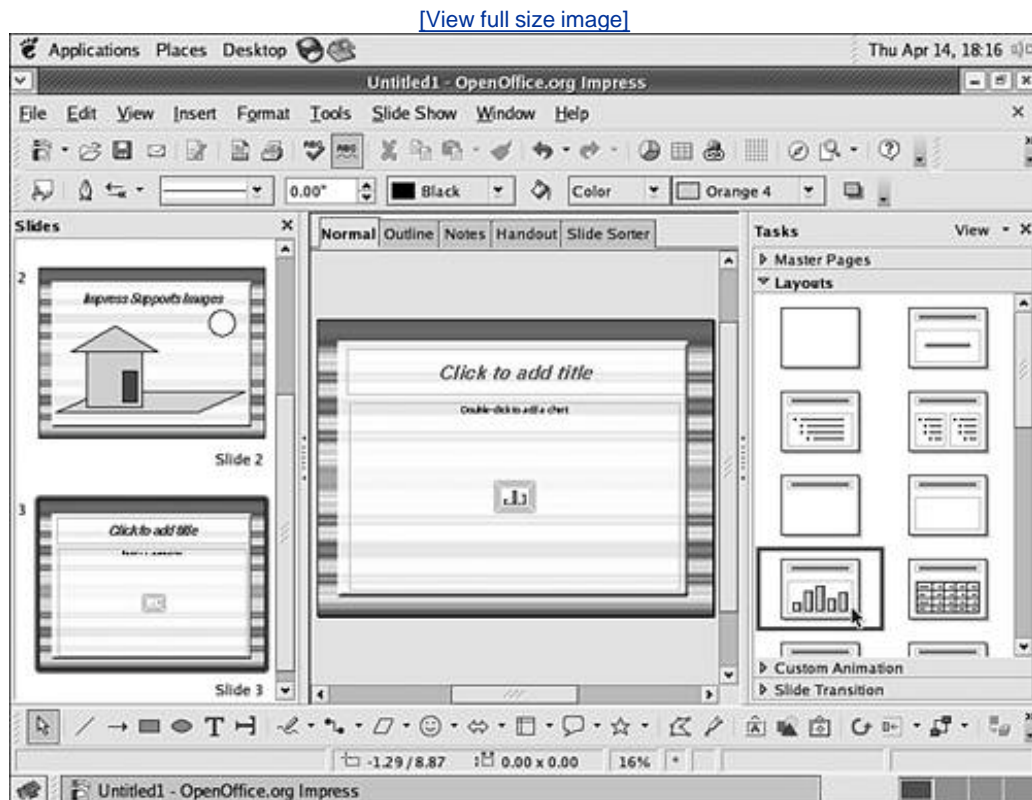 [View full size image]
Applications Places Desktop Thu Apr 14, 18:16
Untitled1 - OpenOffice.org Impress
File Edit View Insert Format Tools Slide Show Window Help
0.00" Black Color Orange 4
Slides
Normal Outline Notes Handout Slide Sorter
Tasks View
Master Pages
Layouts
2
Impress Supports Images
Slide 2
Click to add title
Double-click to add a chart
3
Click to add title
Slide 3
Custom Animation
Slide Transition
-1.29 / 8.87 0.00 x 0.00 16% *
Untitled1 - OpenOffice.org Impress